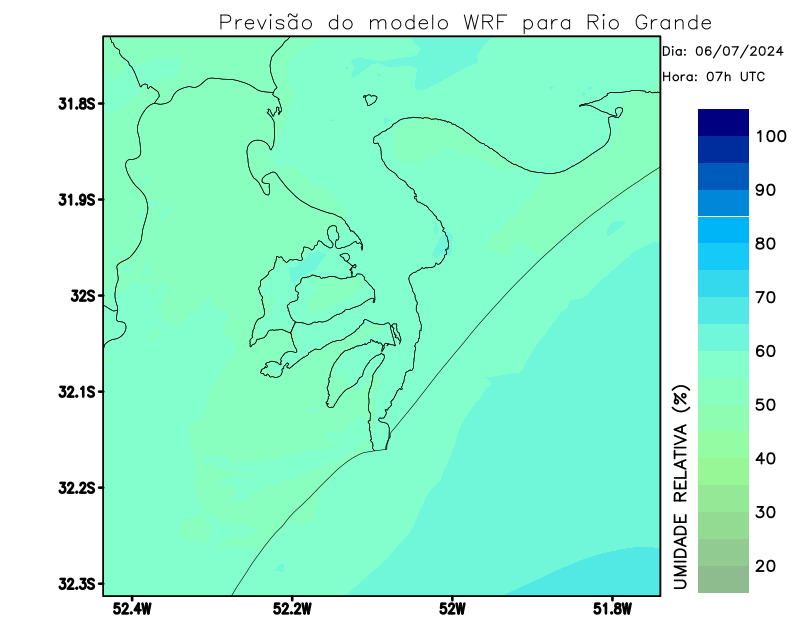 Previsão do modelo WRF para Rio Grande
Dia: 06/07/2024
Hora: 07h UTC
31.8S
31.9S
32S
32.1S
32.2S
32.3S
52.4W
52.2W
52W
51.8W
UMIDADE RELATIVA (%)
100
90
80
70
60
50
40
30
20